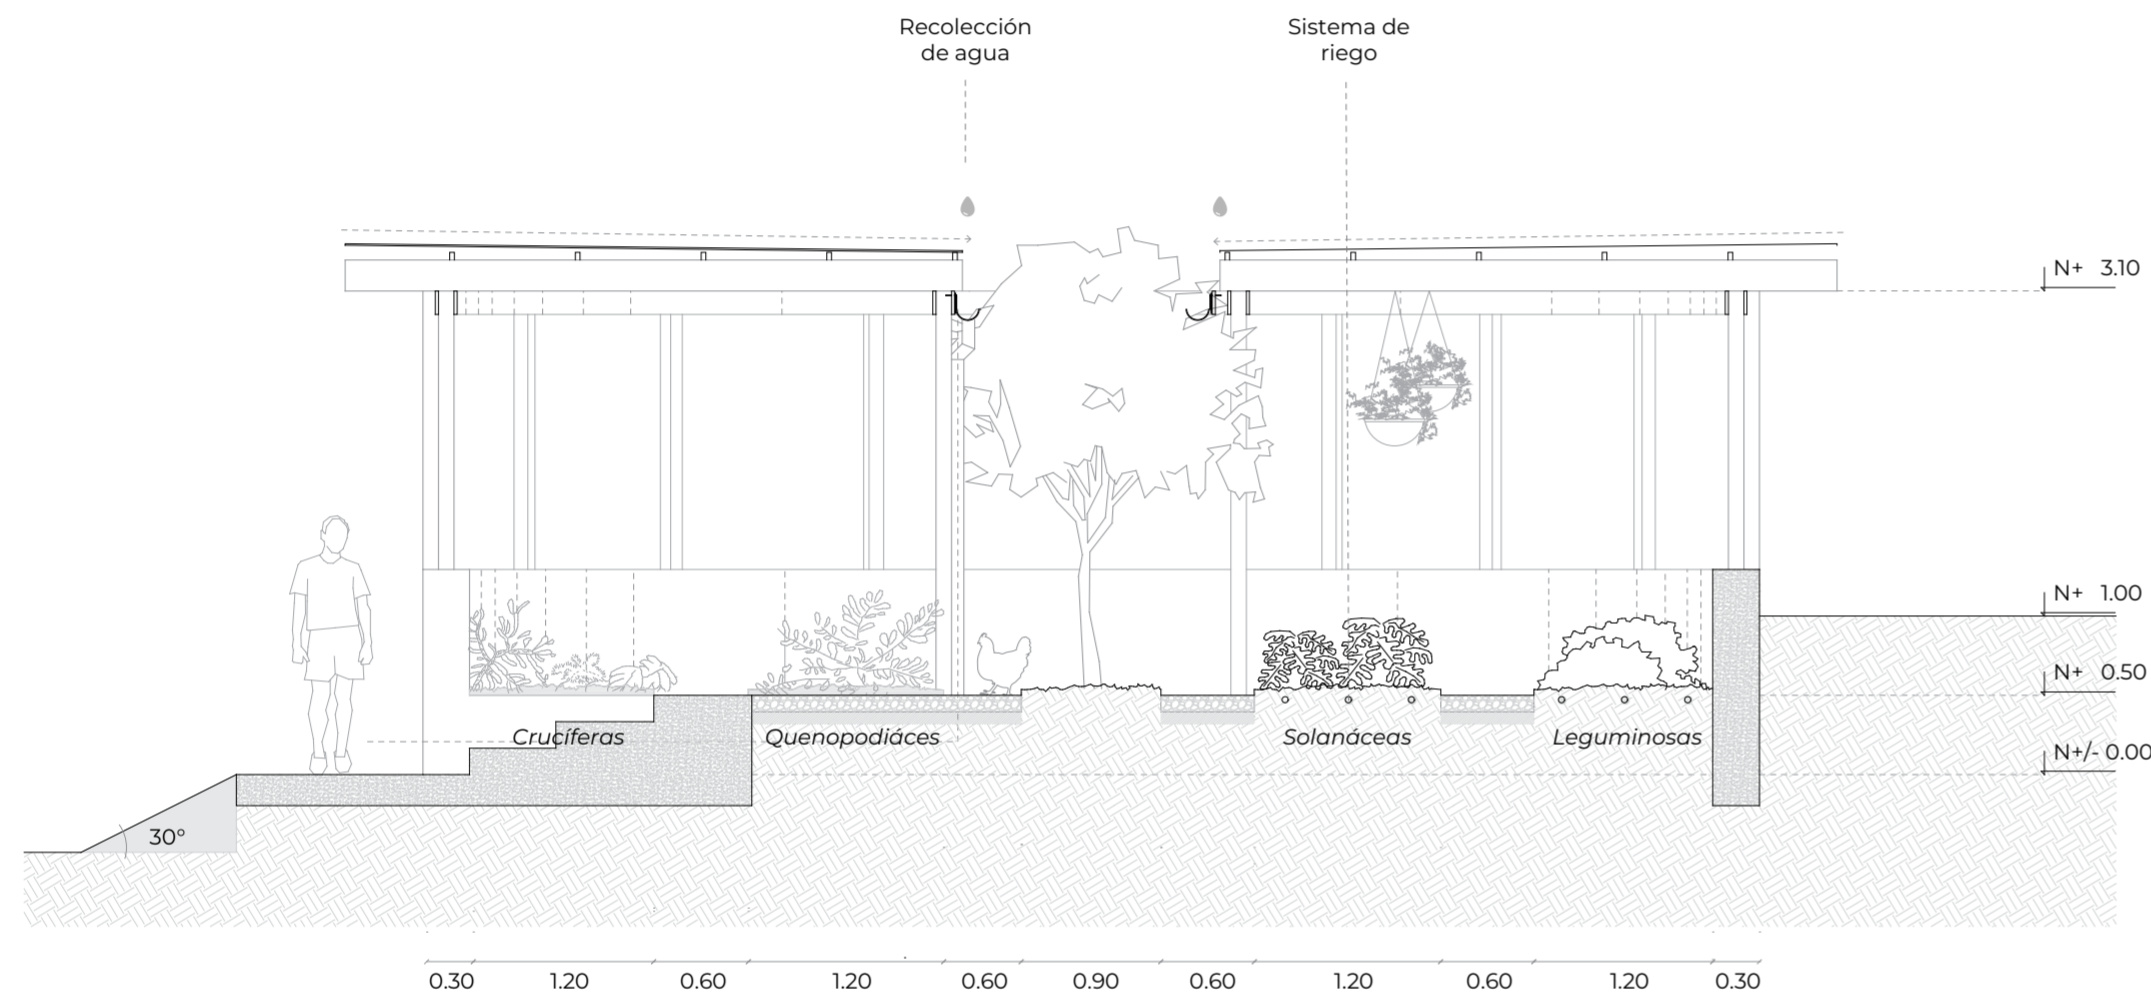 Recolección
de agua
Sistema de
riego
N+ 3.10
N+ 1.00
N+ 0.50
N+/- 0.00
Crucíferas
Quenopodiáces
Solanáceas
Leguminosas
30°
0.30 1.20 0.60 1.20 0.60 0.90 0.60 1.20 0.60 1.20 0.30